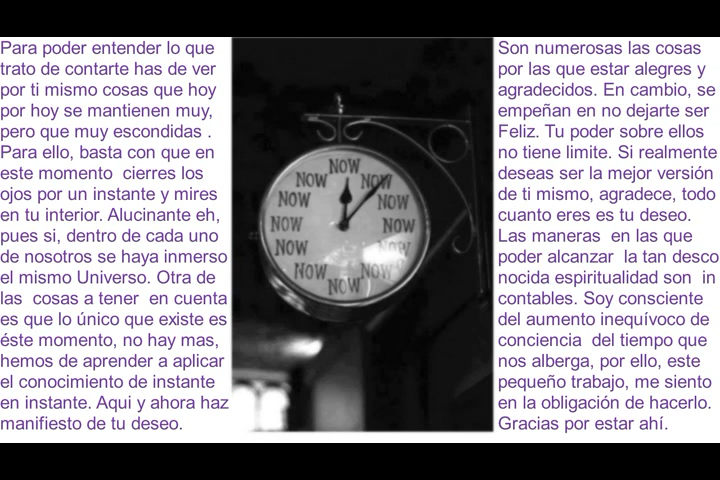 Para poder entender lo que
trato de contarte has de ver
por ti mismo cosas que hoy
por hoy se mantienen muy,
pero que muy escondidas .
Para ello, basta con que en
este momento  cierres los
ojos por un instante y mires
en tu interior. Alucinante eh,
pues si, dentro de cada uno
de nosotros se haya inmerso
el mismo Universo. Otra de
las  cosas a tener  en cuenta
es que lo único que existe es
éste momento, no hay mas,
hemos de aprender a aplicar
el conocimiento de instante
en instante. Aqui y ahora haz
manifiesto de tu deseo.
NOW
NOW
NOW
NOW
NOW
NOW
NOW
NOW
NOW
NOW
NOW
NOW
Son numerosas las cosas
por las que estar alegres y
agradecidos. En cambio, se
empeñan en no dejarte ser
Feliz. Tu poder sobre ellos
no tiene limite. Si realmente
deseas ser la mejor versión
de ti mismo, agradece, todo
cuanto eres es tu deseo.
Las maneras  en las que
poder alcanzar  la tan desco
nocida espiritualidad son  in
contables. Soy consciente
del aumento inequívoco de
conciencia  del tiempo que
nos alberga, por ello, este
pequeño trabajo, me siento
en la obligación de hacerlo.
Gracias por estar ahí.